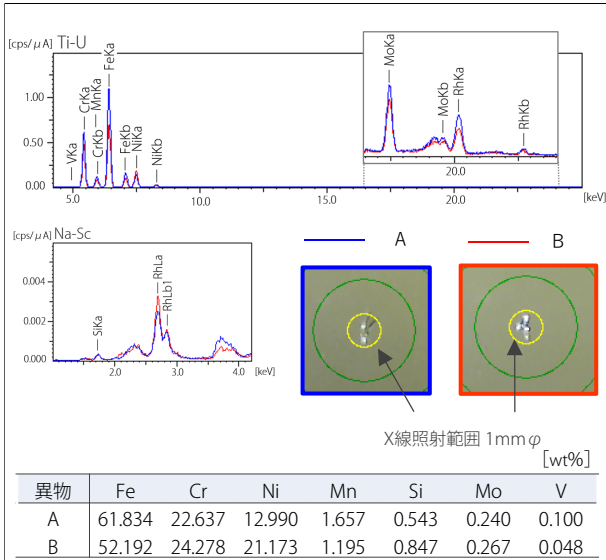 [cps/μA] Ti-U
1.00
0.50
0.00
5.0 10.0 15.0 20.0
[keV]
VKa CrKa CrKb MnKa FeKa FeKb NiKa NiKb
MoKa MoKb RhKa RhKb
20.0
[cps/μA] Na-Sc
0.004
0.002
0.000
2.0 3.0 4.0
[keV]
SiKa RhLa RhLb1
A B
X線照射範囲 1mmφ
[wt%]
異物 Fe Cr Ni Mn Si Mo V
A 61.834 22.637 12.990 1.657 0.543 0.240 0.100
B 52.192 24.278 21.173 1.195 0.847 0.267 0.048